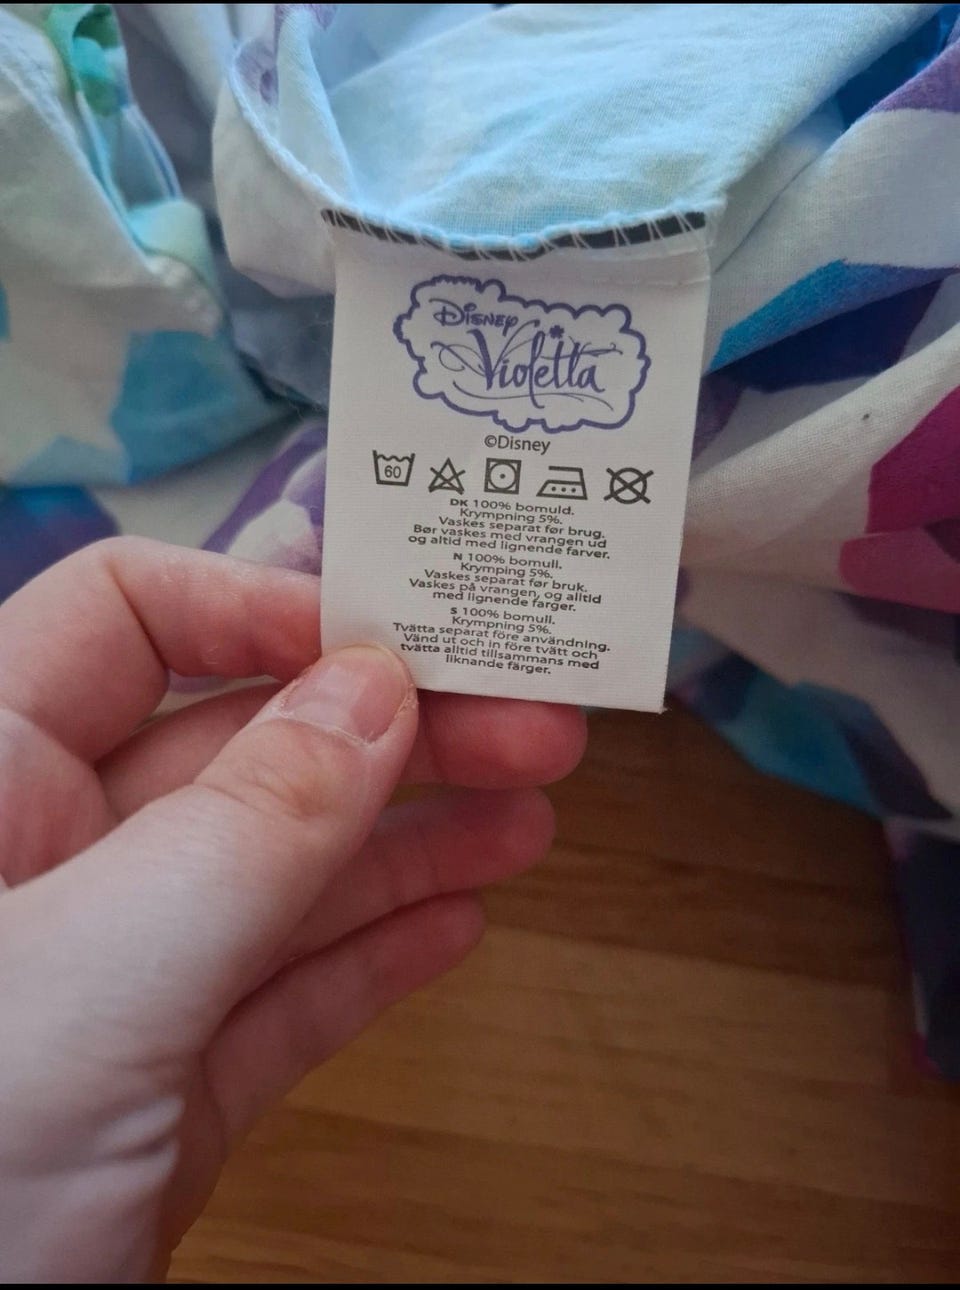 Disney
Violetta
©Disney
60
DK 100% bomuld.
Krympning 5%.
Vaskes separat før brug.
Bør vaskes med vrangen ud
og altid med lignende farver.
N 100% bomull.
Krymping 5%.
Vaskes separat før bruk.
Vaskes på vrangen, og alltid
med lignende farger.
S 100% bomull.
Krympning 5%.
Tvätta separat före användning.
Vänd ut och in före tvätt och
tvätta alltid tillsammans med
liknande färger.